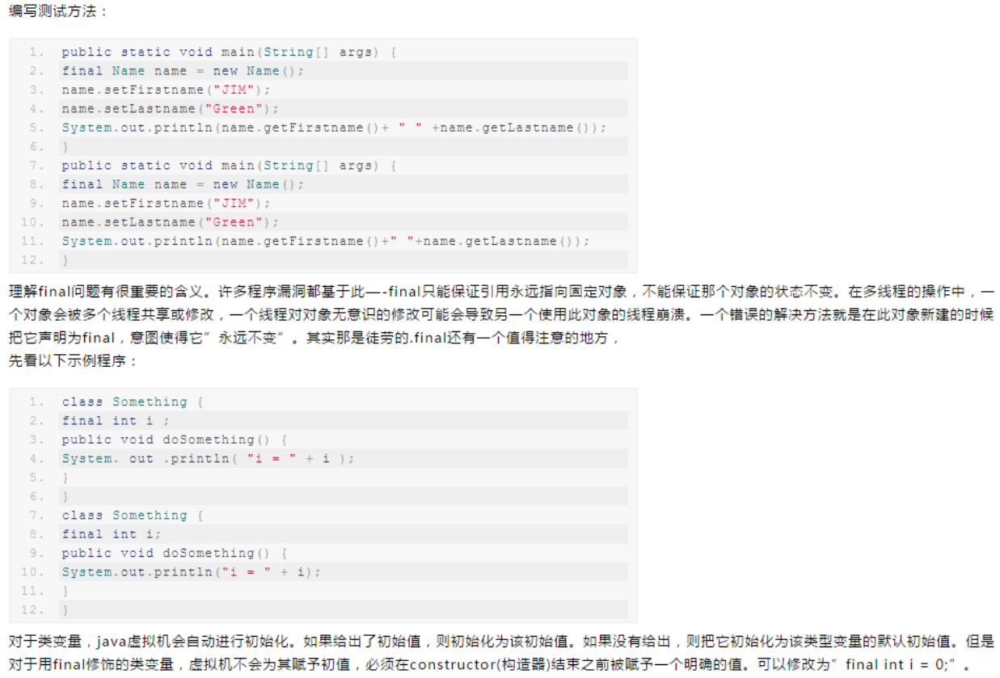 编写测试方法：
1. public static void main(String[] args) {
2. final Name name = new Name();
3. name.setFirstname("JIM");
4. name.setLastname("Green");
5. System.out.println(name.getFirstname()+ " " +name.getLastname());
6. }
7. public static void main(String[] args) {
8. final Name name = new Name();
9. name.setFirstname("JIM");
10. name.setLastname("Green");
11. System.out.println(name.getFirstname()+" "+name.getLastname());
12. }
理解final问题有很重要的含义。许多程序漏洞都基于此—-final只能保证引用永远指向固定对象，不能保证那个对象的状态不变。在多线程的操作中，一
个对象会被多个线程共享或修改，一个线程对对象无意识的修改可能会导致另一个使用此对象的线程崩溃。一个错误的解决方法就是在此对象新建的时候
把它声明为final，意图使得它”永远不变”。其实那是徒劳的.final还有一个值得注意的地方，
先看以下示例程序：
1. class Something {
2. final int i ;
3. public void doSomething() {
4. System. out .println( "i = " + i );
5. }
6. }
7. class Something {
8. final int i;
9. public void doSomething() {
10. System.out.println("i = " + i);
11. }
12. }
对于类变量，java虚拟机会自动进行初始化。如果给出了初始值，则初始化为该初始值。如果没有给出，则把它初始化为该类型变量的默认初始值。但是
对于用final修饰的类变量，虚拟机不会为其赋予初值，必须在constructor(构造器)结束之前被赋予一个明确的值。可以修改为”final int i = 0;”。